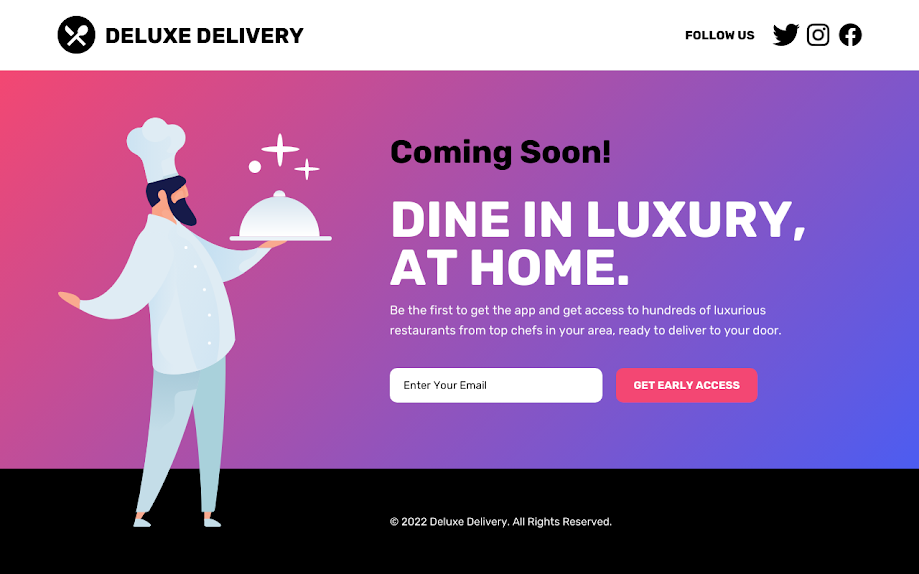 DELUXE DELIVERY
FOLLOW US
Coming Soon!
DINE IN LUXURY,
AT HOME.
Be the first to get the app and get access to hundreds of luxurious
restaurants from top chefs in your area, ready to deliver to your door.
Enter Your Email
GET EARLY ACCESS
© 2022 Deluxe Delivery. All Rights Reserved.